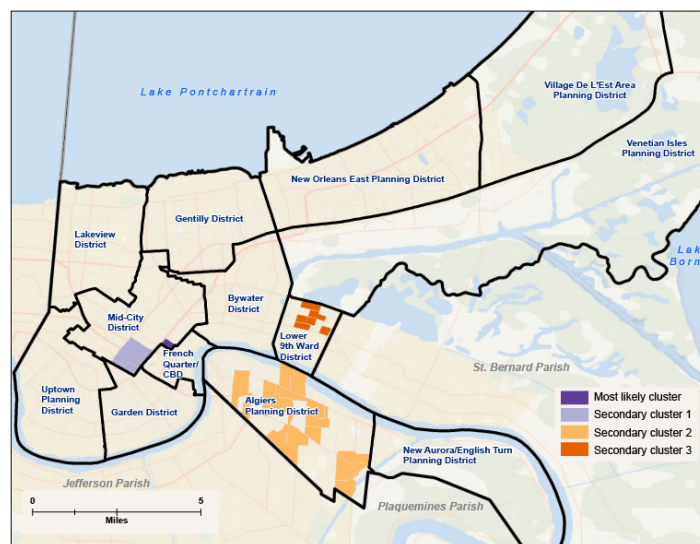 Lake Pontchartrain
Village De L'Est Area
Planning District
Venetian Isles
Planning District
New Orleans East Planning District
Gentilly District
Lakeview
District
Lake
Born
Bywater
District
Mid-City
District
Lower
9th Ward
District
French
Quarter/
CBD
St. Bernard Parish
Uptown
Planning
District
Garden District
Algiers
Planning District
Most likely cluster
Secondary cluster 1
Secondary cluster 2
Secondary cluster 3
New Aurora/English Turn
Planning District
Jefferson Parish
Plaquemines Parish
0
5
Miles